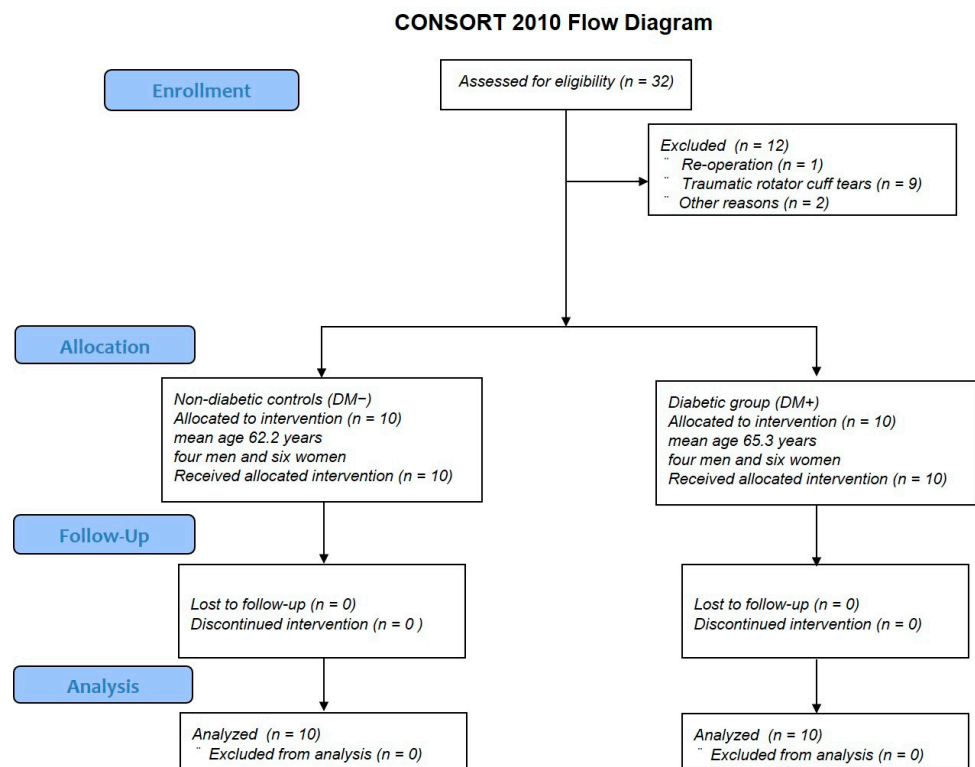 CONSORT 2010 Flow Diagram
Enrollment
Assessed for eligibility (n = 32)
Excluded (n = 12)
¨ Re-operation (n = 1)
¨ Traumatic rotator cuff tears (n = 9)
¨ Other reasons (n = 2)
Allocation
Non-diabetic controls (DM−)
Allocated to intervention (n = 10)
mean age 62.2 years
four men and six women
Received allocated intervention (n = 10)
Diabetic group (DM+)
Allocated to intervention (n = 10)
mean age 65.3 years
four men and six women
Received allocated intervention (n = 10)
Follow-Up
Lost to follow-up (n = 0)
Discontinued intervention (n = 0 )
Lost to follow-up (n = 0)
Discontinued intervention (n = 0)
Analysis
Analyzed (n = 10)
¨ Excluded from analysis (n = 0)
Analyzed (n = 10)
¨ Excluded from analysis (n = 0)